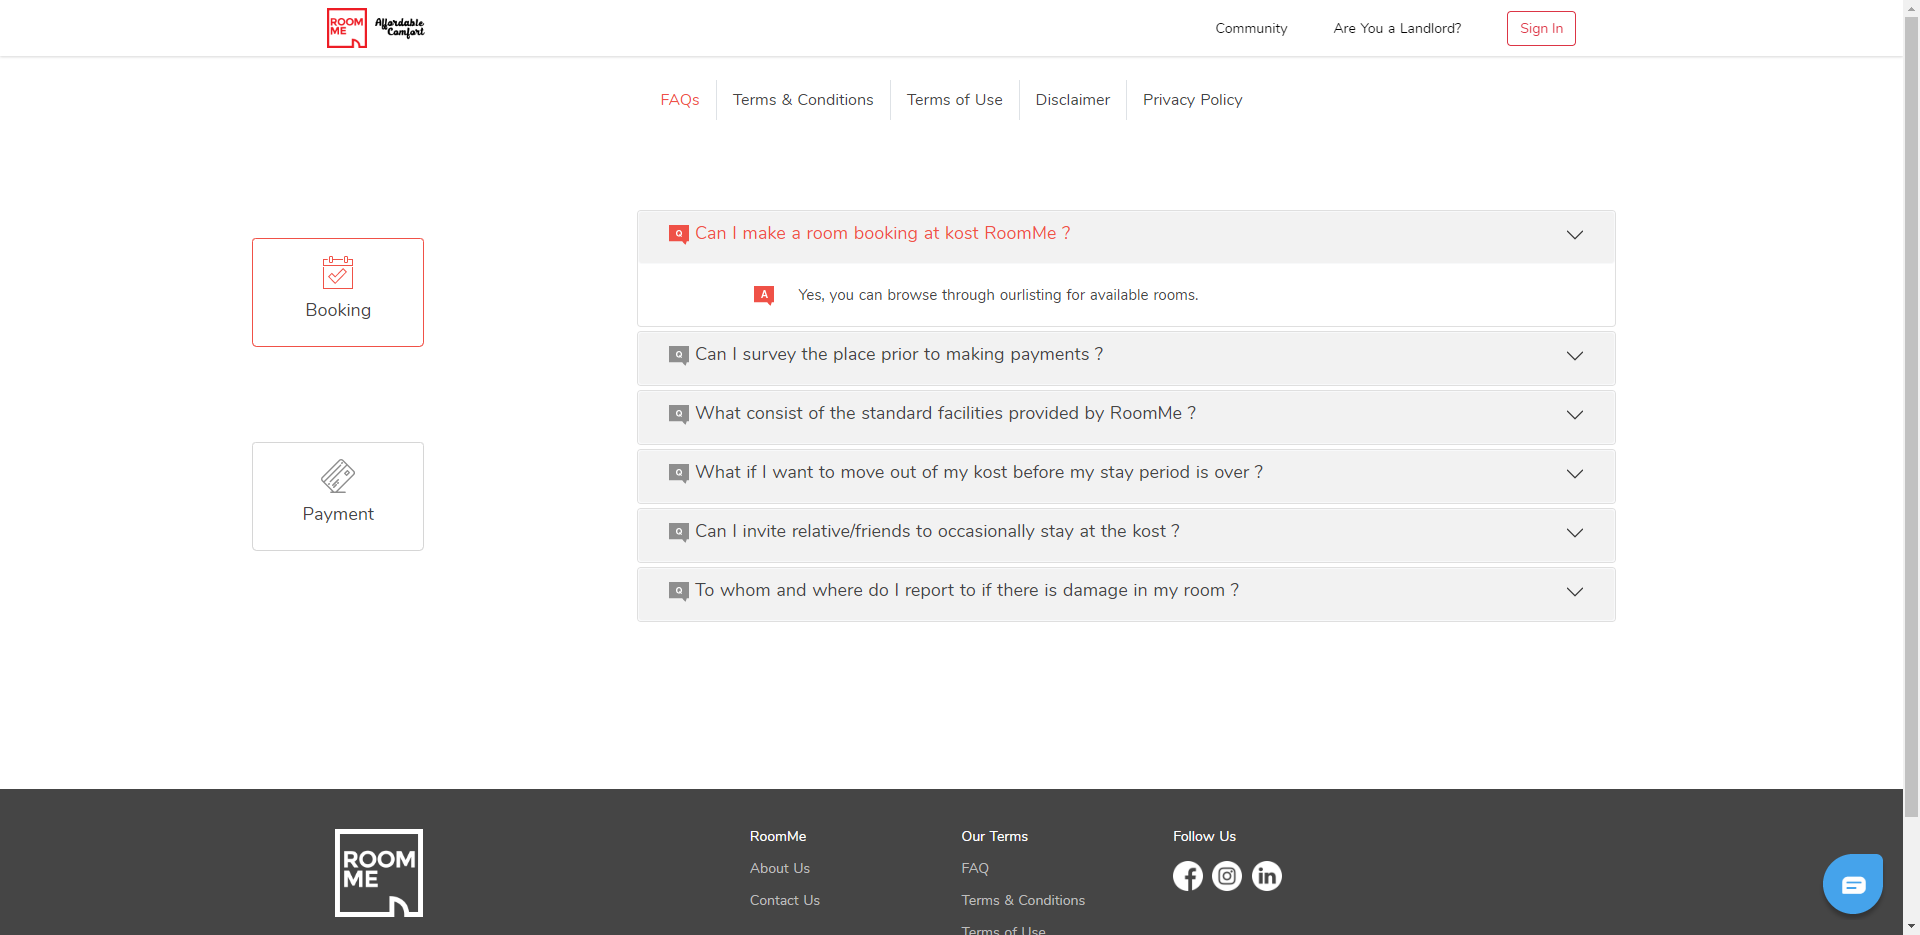 ROOM
ME
Affordable
Comfort
Community
Are You a Landlord?
Sign In
FAQs
Terms & Conditions
Terms of Use
Disclaimer
Privacy Policy
Booking
Payment
Q Can I make a room booking at kost RoomMe ?
A Yes, you can browse through ourlisting for available rooms.
Q Can I survey the place prior to making payments ?
Q What consist of the standard facilities provided by RoomMe ?
Q What if I want to move out of my kost before my stay period is over ?
Q Can I invite relative/friends to occasionally stay at the kost ?
Q To whom and where do I report to if there is damage in my room ?
ROOM
ME
RoomMe
About Us
Contact Us
Our Terms
FAQ
Terms & Conditions
Terms of Use
Follow Us
in